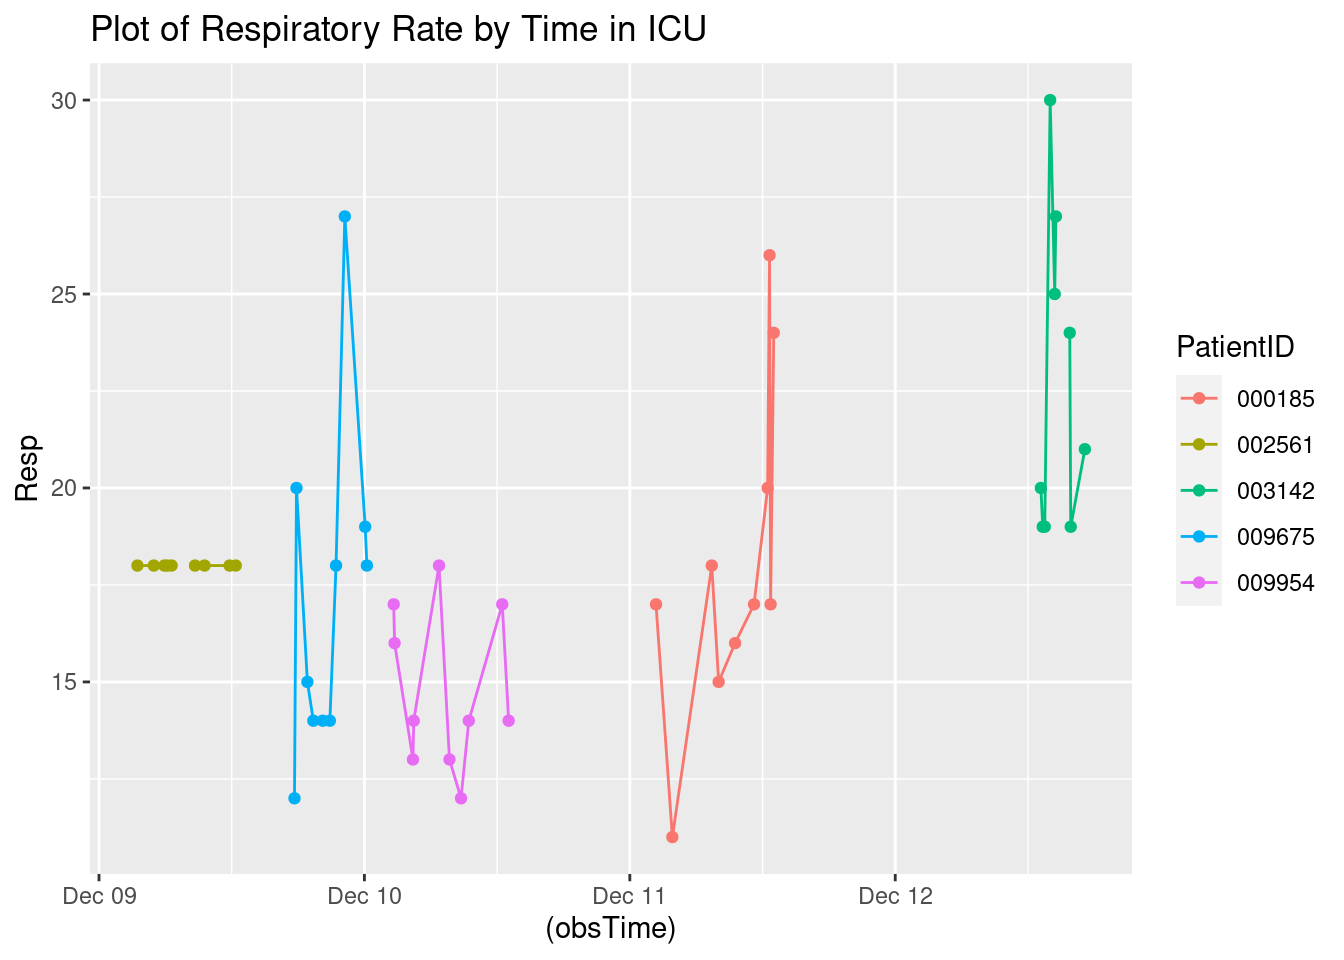 Plot of Respiratory Rate by Time in ICU
30
25
20
15
Resp
Dec 09
Dec 10
Dec 11
Dec 12
(obsTime)
PatientID
000185
002561
003142
009675
009954